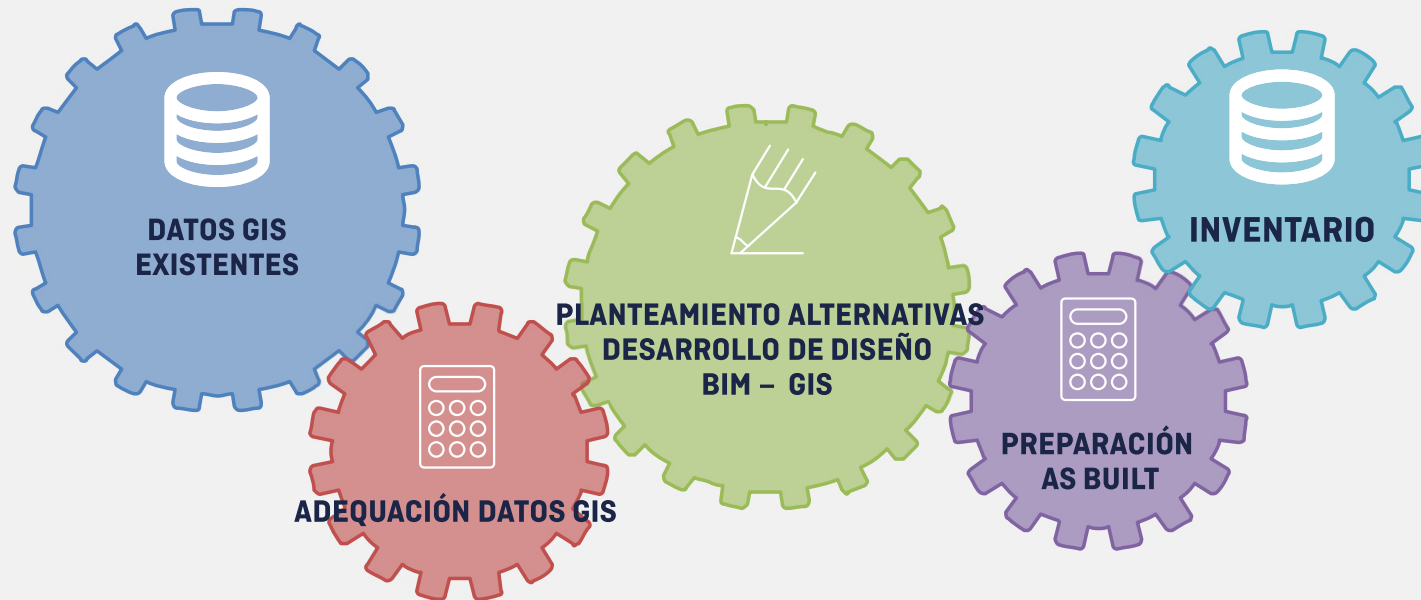 DATOS GIS
EXISTENTES
ADEQUACIÓN DATOS GIS
PLANTEAMIENTO ALTERNATIVAS
DESARROLLO DE DISEÑO
BIM – GIS
PREPARACIÓN
AS BUILT
INVENTARIO